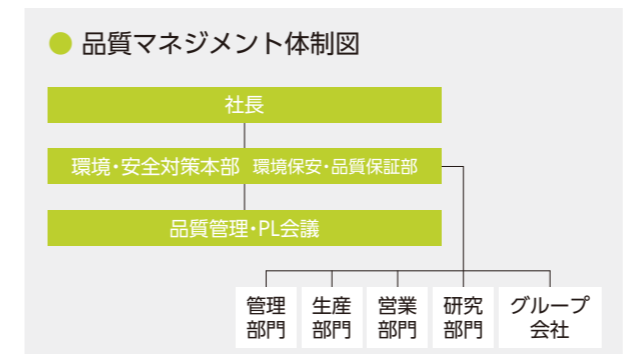 ● 品質マネジメント体制図
社長
環境・安全対策本部 環境保安・品質保証部
品質管理・PL会議
管理
部門
生産
部門
営業
部門
研究
部門
グループ
会社